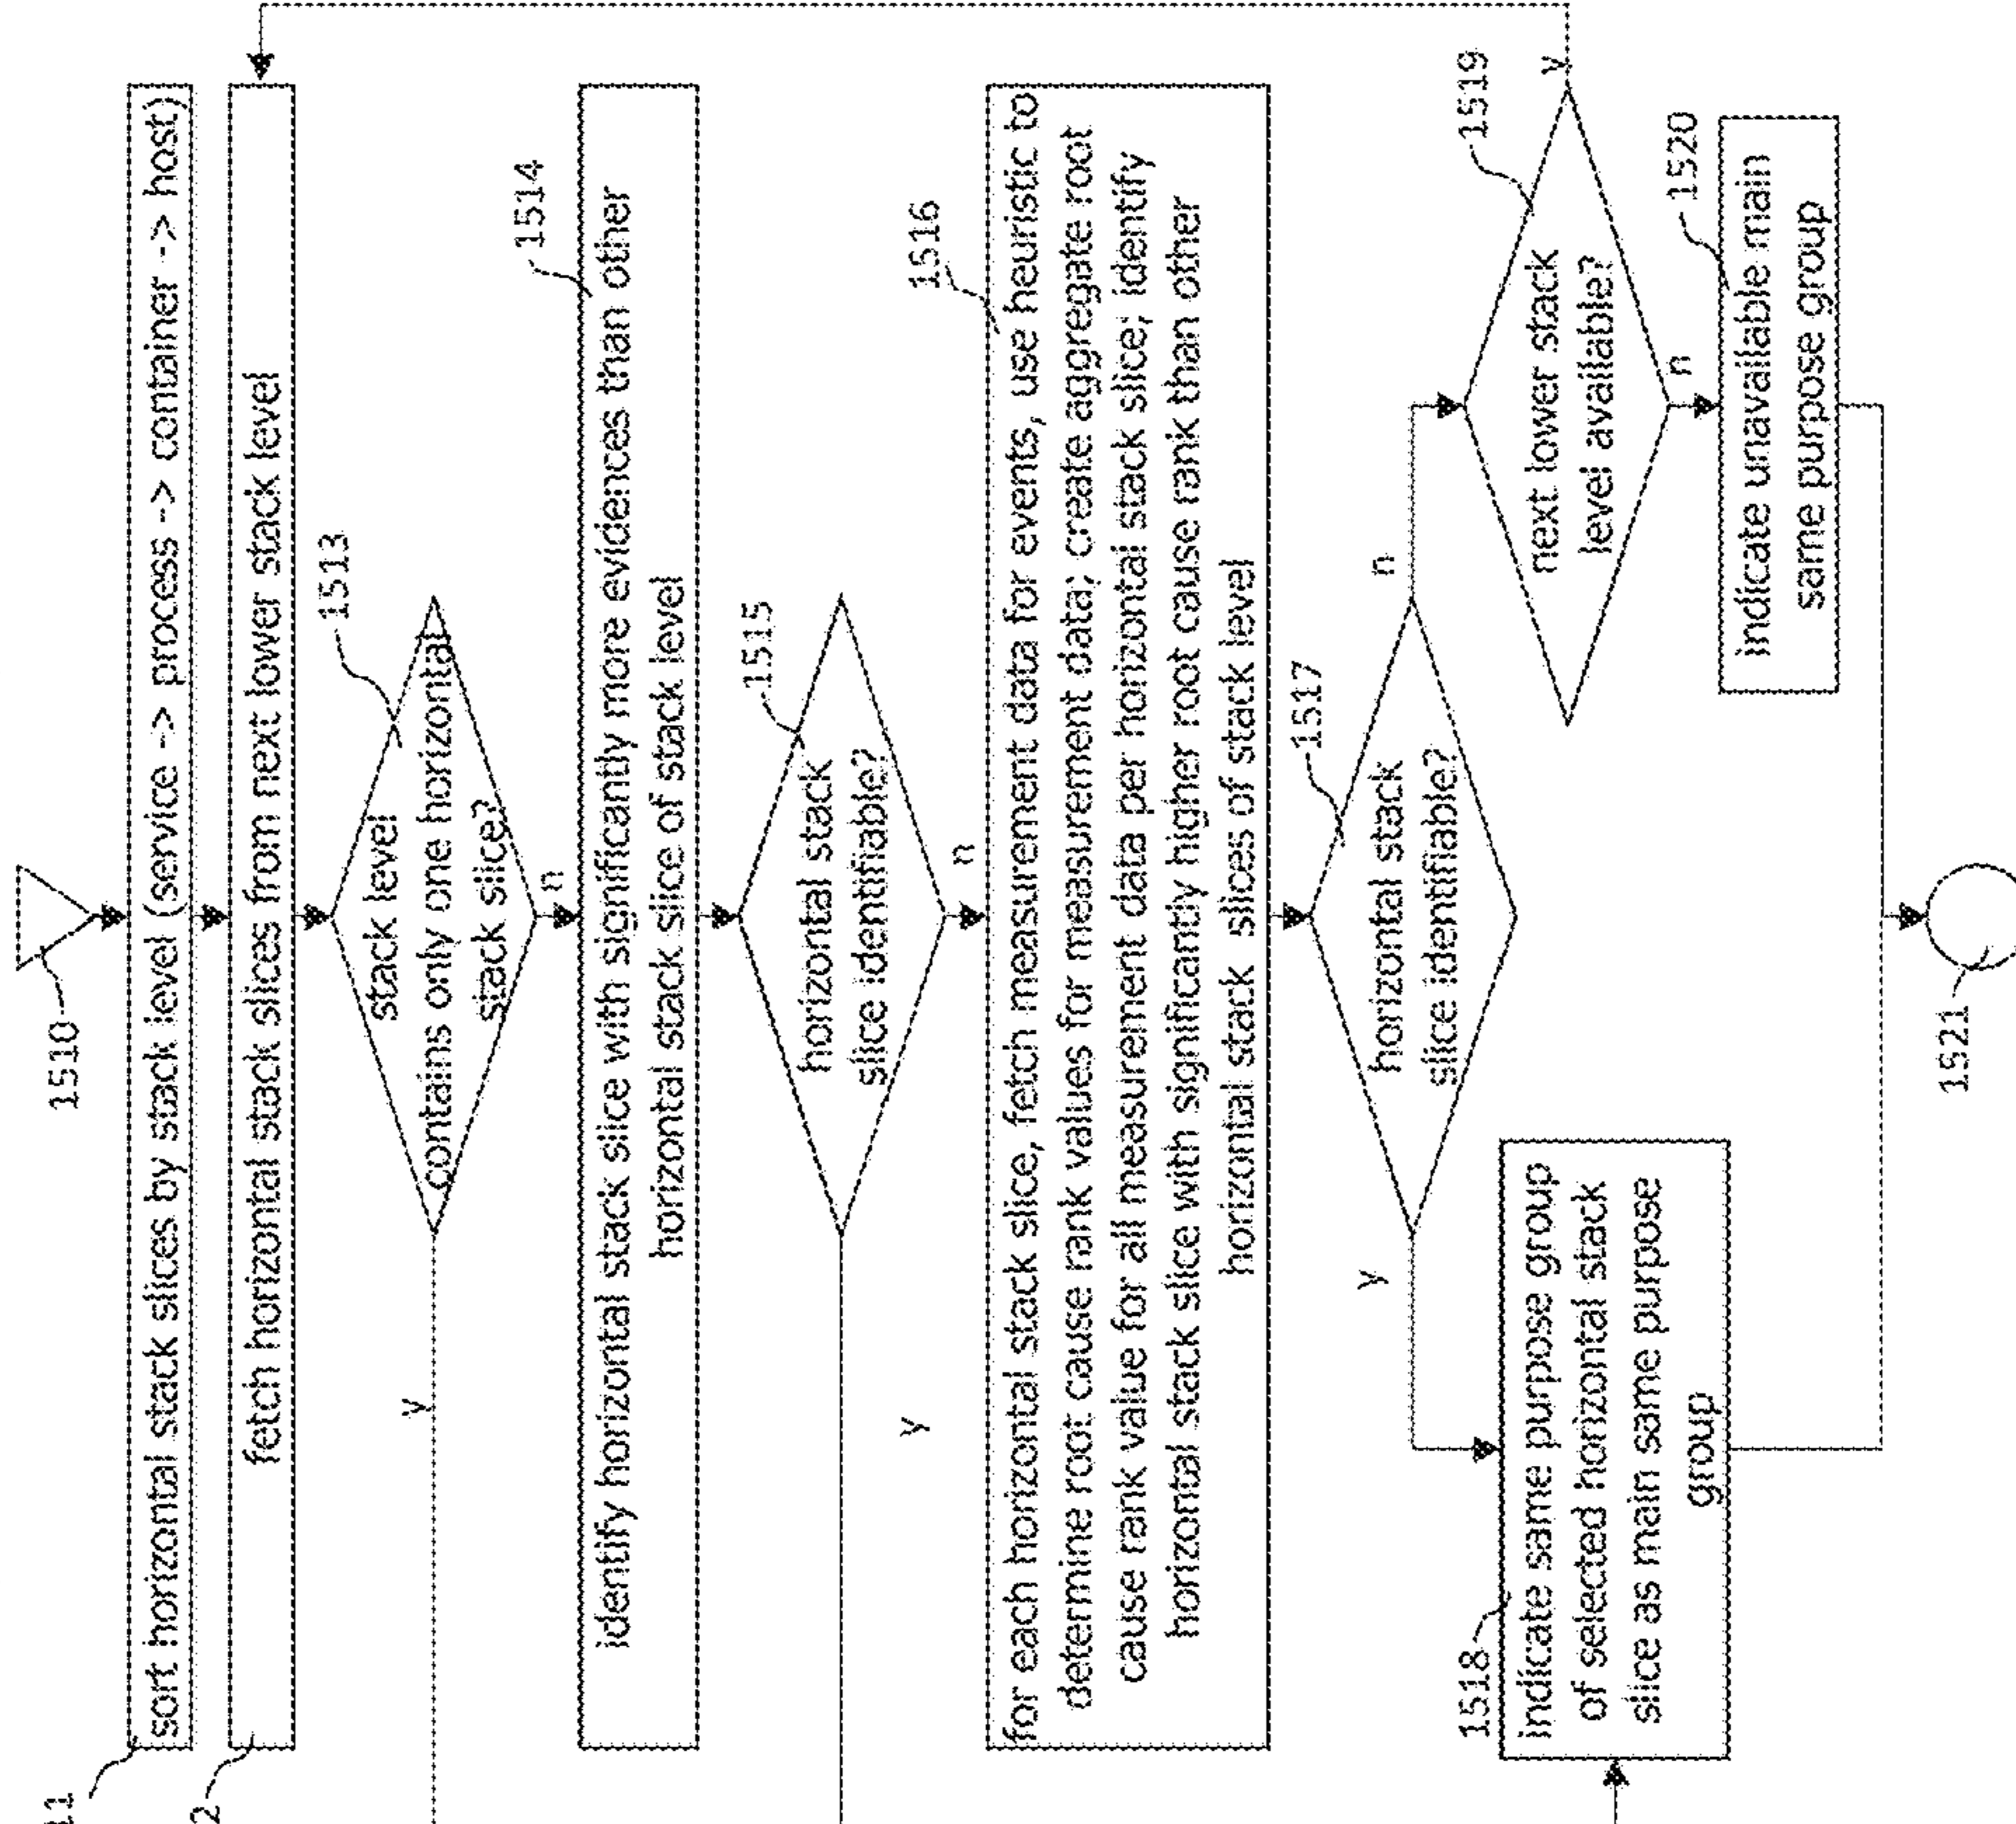 1510
11
sort horizontal stack slices by stack level (service -> process -> container -> host)
2
fetch horizontal stack slices from next lower stack level
1513
stack level
contains only one horizontal
stack slice?
y
n
1514
identify horizontal stack slice with significantly more evidences than other
horizontal stack slice of stack level
1515
horizontal stack
slice identifiable?
y
n
1516
for each horizontal stack slice, fetch measurement data for events, use heuristic to
determine root cause rank values for measurement data; create aggregate root
cause rank value for all measurement data per horizontal stack slice; identify
horizontal stack slice with significantly higher root cause rank than other
horizontal stack slices of stack level
1517
horizontal stack
slice identifiable?
y
n
1518
indicate same purpose group
of selected horizontal stack
slice as main same purpose
group
1519
next lower stack
level available?
y
n
1520
indicate unavailable main
same purpose group
1521